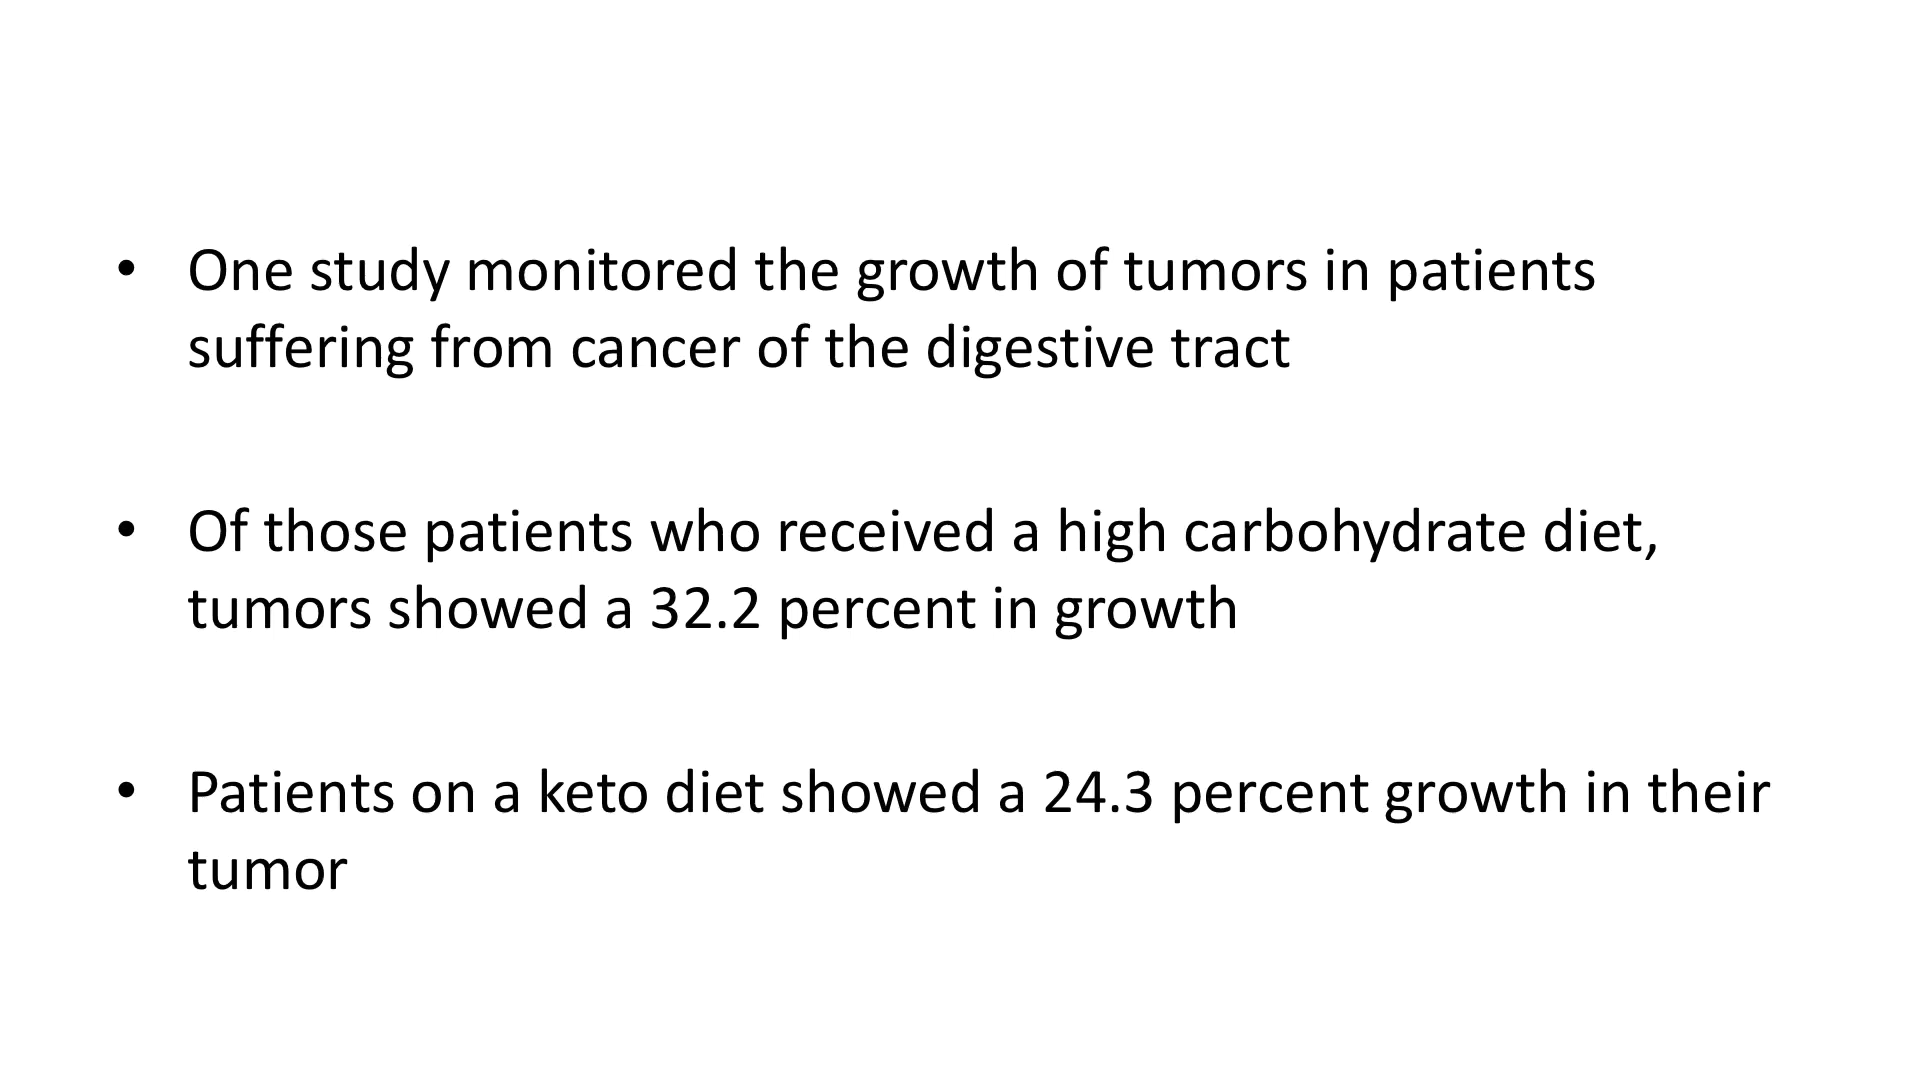 • One study monitored the growth of tumors in patients
suffering from cancer of the digestive tract
• Of those patients who received a high carbohydrate diet,
tumors showed a 32.2 percent in growth
• Patients on a keto diet showed a 24.3 percent growth in their
tumor